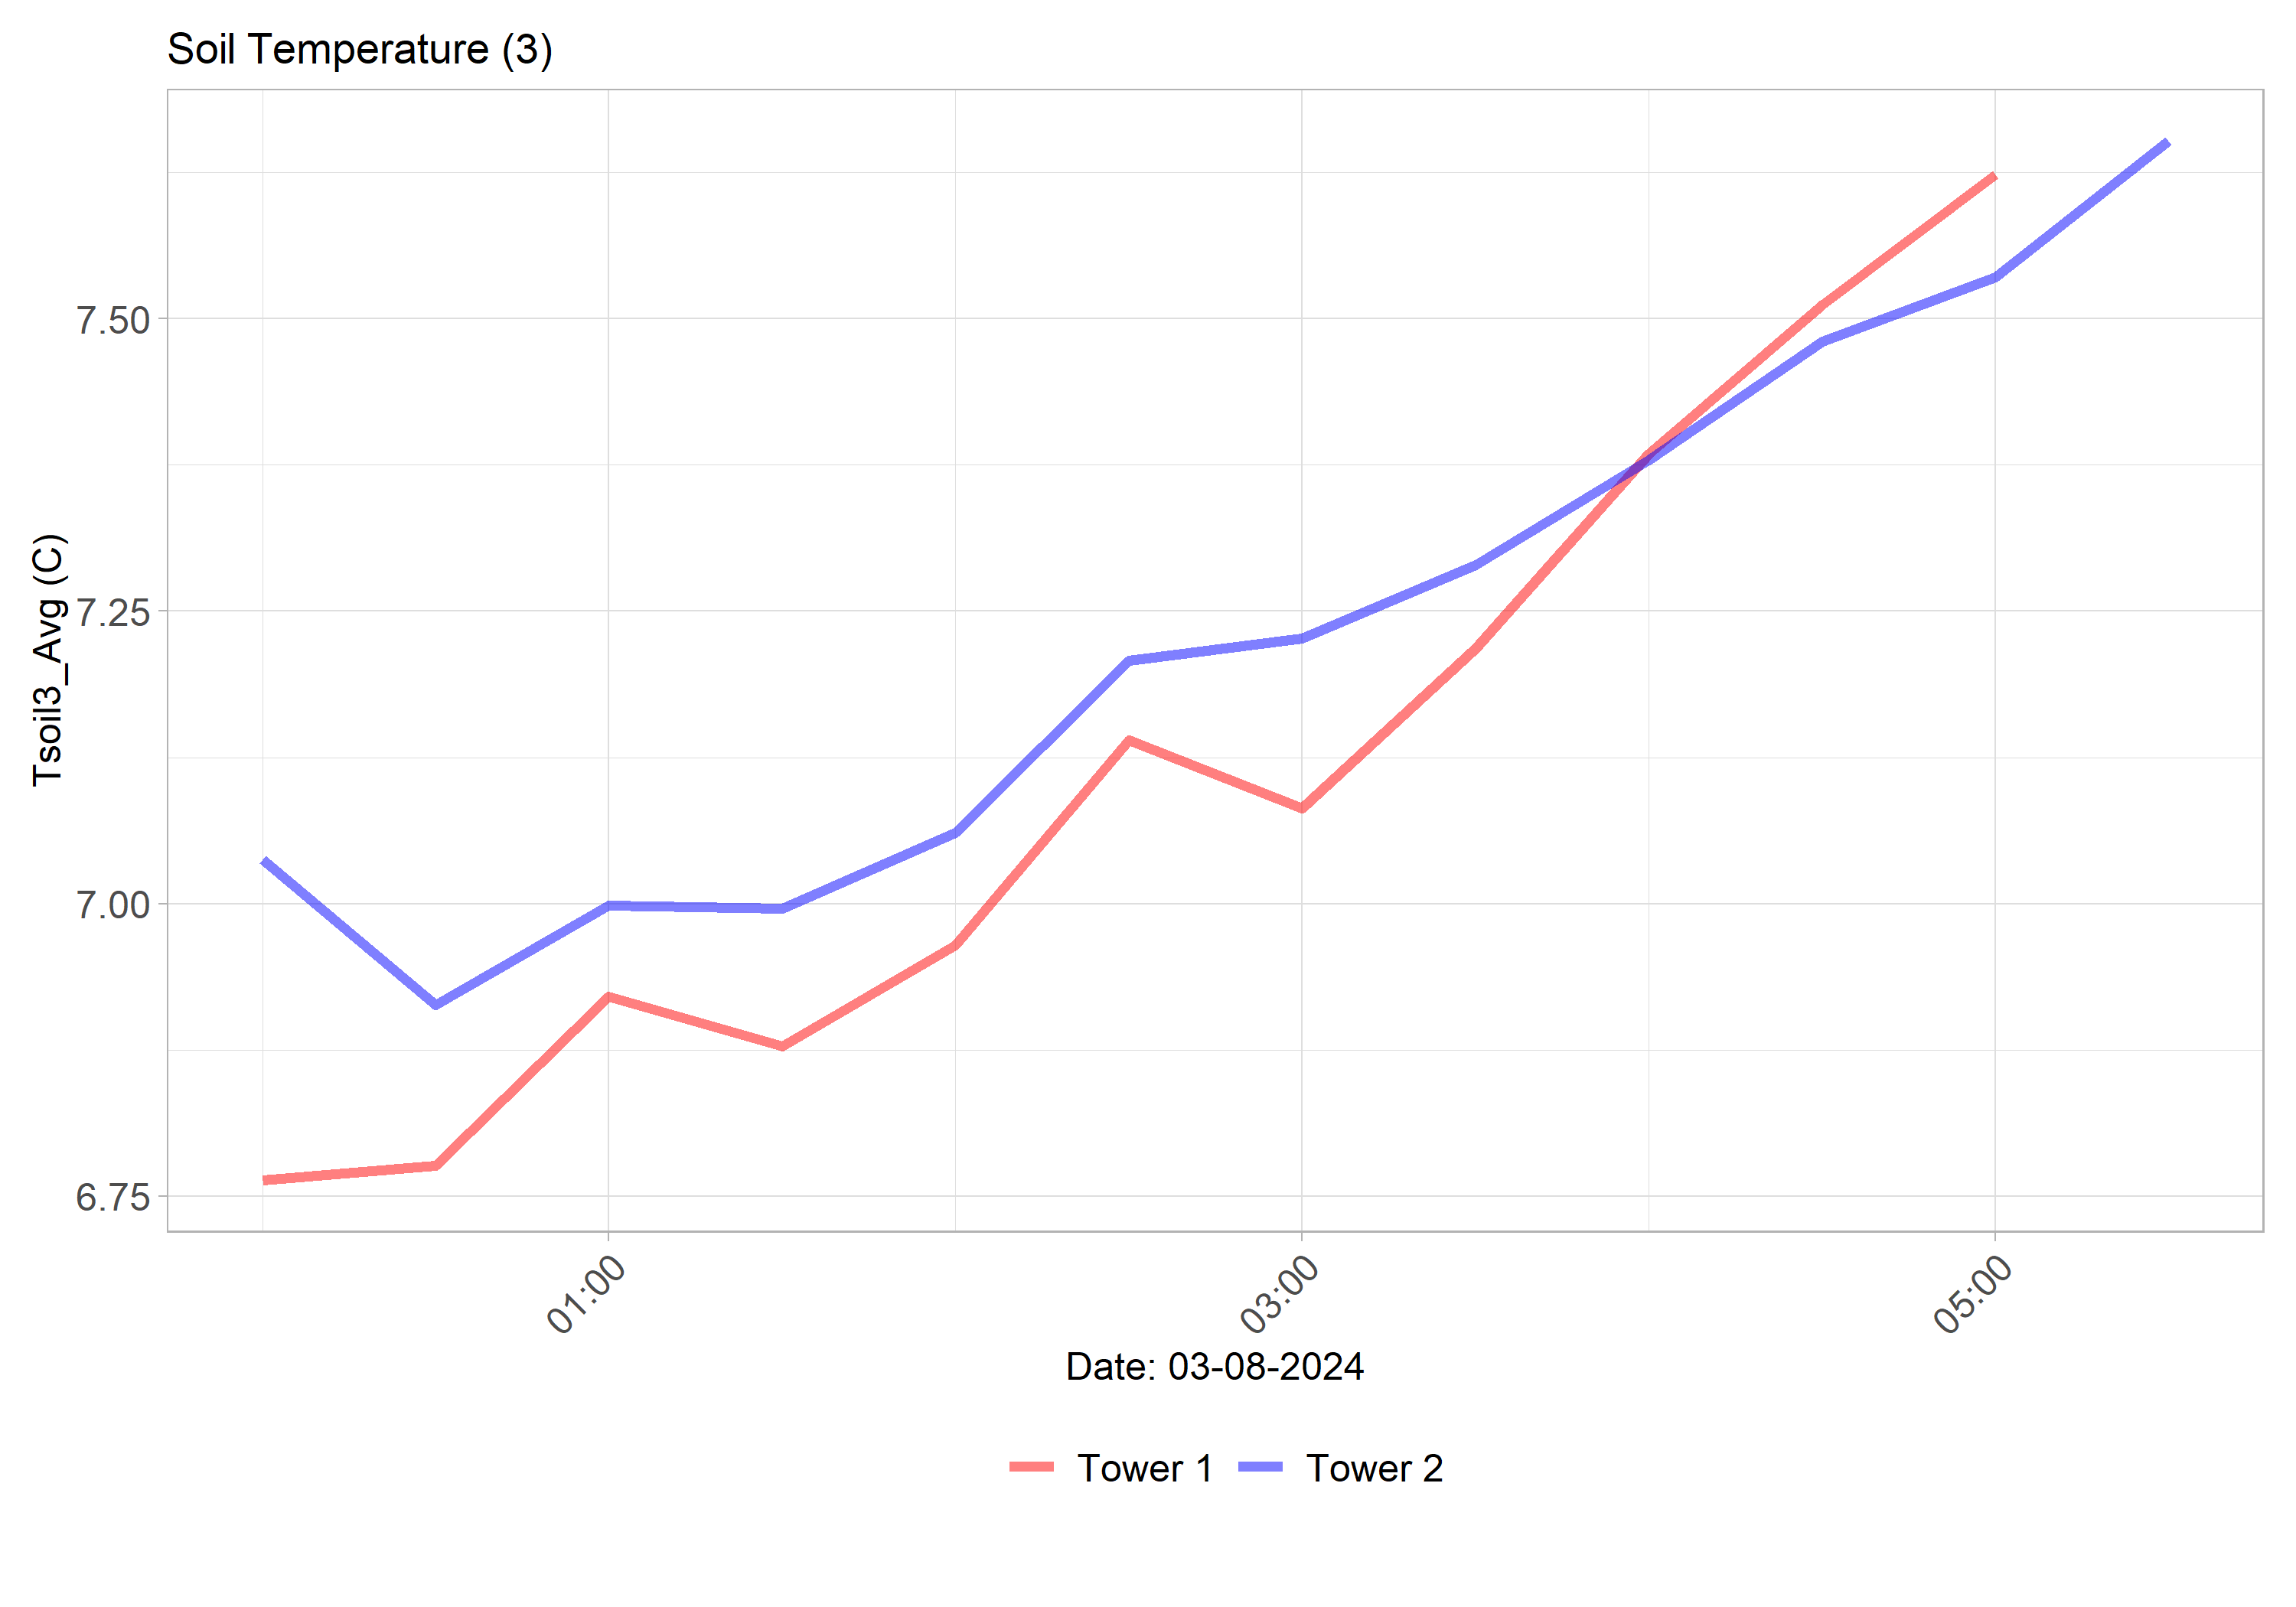 Soil Temperature (3)
Tsoil3_Avg (C)
7.50
7.25
7.00
6.75
01:00
03:00
05:00
Date: 03-08-2024
Tower 1
Tower 2